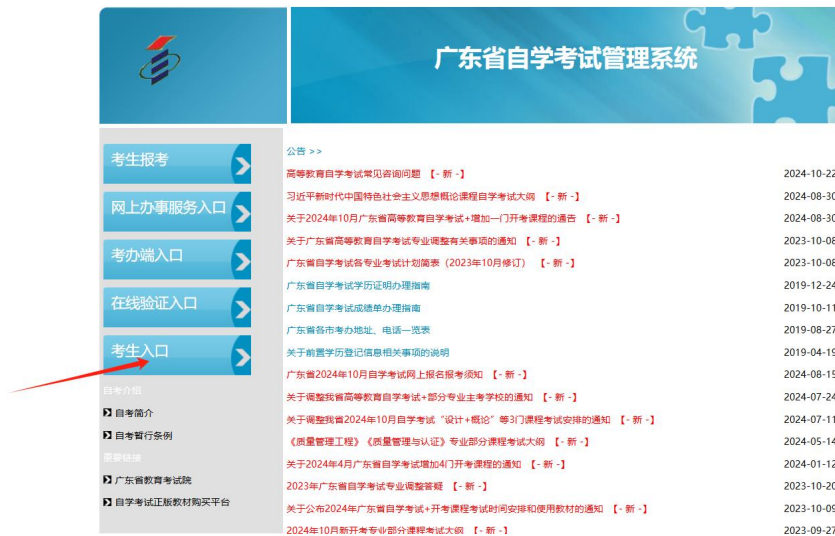 广东省自学考试管理系统
考生报考
网上办事服务入口
考办端入口
在线验证入口
考生入口
自考介绍
自考简介
自考暂行条例
重要链接
广东省教育考试院
自学考试正版教材购买平台
公告 >>
高等教育自学考试常见咨询问题 【- 新 -】 2024-10-22
习近平新时代中国特色社会主义思想概论课程自学考试大纲 【- 新 -】 2024-08-30
关于2024年10月广东省高等教育自学考试+增加一门开考课程的通告 【- 新 -】 2024-08-30
关于广东省高等教育自学考试专业调整有关事项的通知 【- 新 -】 2023-10-08
广东省自学考试各专业考试计划简表（2023年10月修订） 【- 新 -】 2023-10-08
广东省自学考试学历证明办理指南 2019-12-24
广东省自学考试成绩单办理指南 2019-10-11
广东省各市考办地址、电话一览表 2019-08-27
关于前置学历登记信息相关事项的说明 2019-04-19
广东省2024年10月自学考试网上报名报考须知 【- 新 -】 2024-08-15
关于调整我省高等教育自学考试+部分专业主考学校的通知 【- 新 -】 2024-07-24
关于调整我省2024年10月自学考试“设计+概论”等3门课程考试安排的通知 【- 新 -】 2024-07-11
《质量管理工程》《质量管理与认证》专业部分课程考试大纲 【- 新 -】 2024-05-14
关于2024年4月广东省自学考试增加4门开考课程的通知 【- 新 -】 2024-01-12
2023年广东省自学考试专业调整答疑 【- 新 -】 2023-10-20
关于公布2024年广东省自学考试+开考课程考试时间安排和使用教材的通知 【- 新 -】 2023-10-09
2024年10月新开考专业部分课程考试大纲 【- 新 -】 2023-09-27